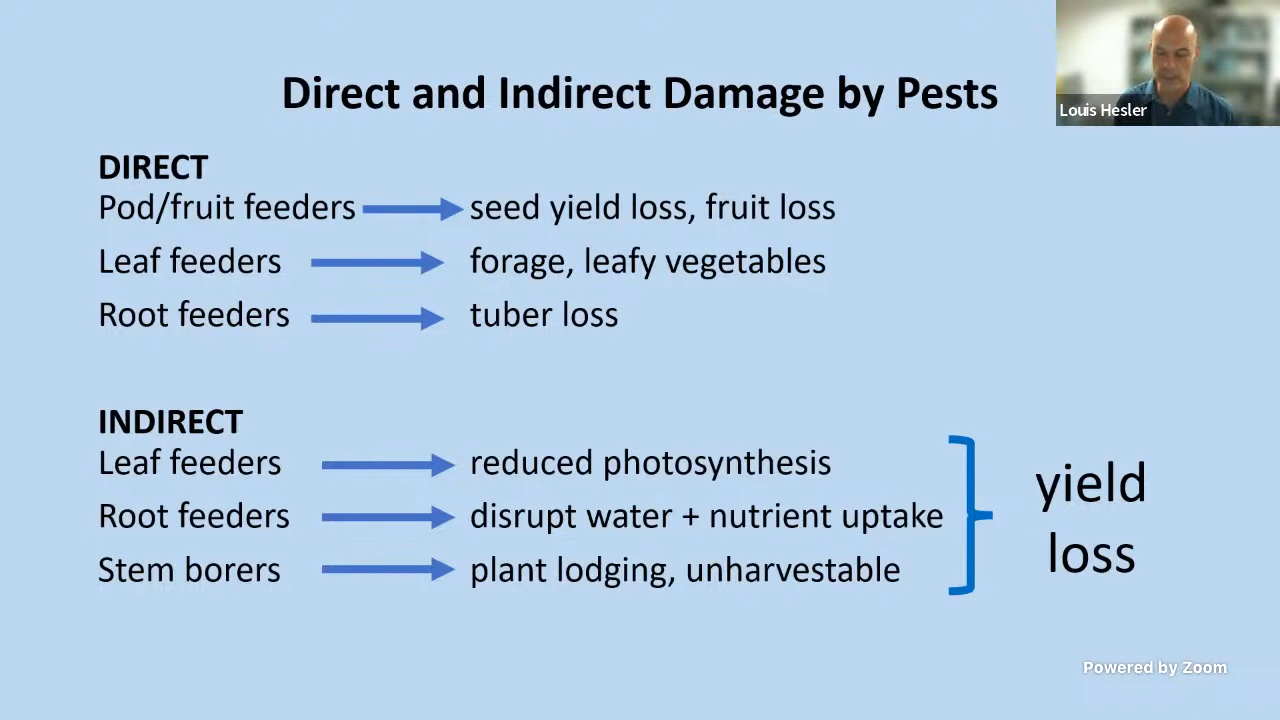 Direct and Indirect Damage by Pests
Louis Hesler
DIRECT
Pod/fruit feeders seed yield loss, fruit loss
Leaf feeders forage, leafy vegetables
Root feeders tuber loss
INDIRECT
Leaf feeders reduced photosynthesis
Root feeders disrupt water + nutrient uptake
Stem borers plant lodging, unharvestable
yield
loss
Powered by Zoom